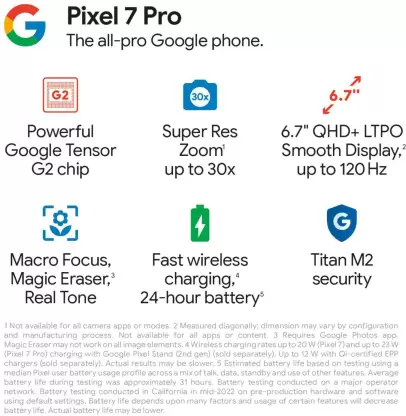 Pixel 7 Pro
The all-pro Google phone.
G2
30x
6.7"
Powerful
Google Tensor
G2 chip
Super Res
Zoom¹
up to 30x
6.7" QHD+ LTPO
Smooth Display,²
up to 120Hz
Macro Focus,
Magic Eraser,³
Real Tone
Fast wireless
charging,⁴
24-hour battery⁵
Titan M2
security
1 Not available for all camera apps or modes. 2 Measured diagonally; dimension may vary by configuration
and manufacturing process. Not available for all apps or content. 3 Requires Google Photos app.
Magic Eraser may not work on all image elements. 4 Wireless charging rates up to 20 W (Pixel 7) and up to 23 W
(Pixel 7 Pro) charging with Google Pixel Stand (2nd gen) (sold separately). Up to 12 W with Qi-certified EPP
chargers (sold separately). Actual results may be slower. 5 Estimated battery life based on testing using a
median Pixel user battery usage profile across a mix of talk, data, standby and use of other features. Average
battery life during testing was approximately 31 hours. Battery testing conducted on a major operator
network. Battery testing conducted in California in mid-2022 on pre-production hardware and software
using default settings. Battery life depends upon many factors and usage of certain features will decrease
battery life. Actual battery life may be lower.